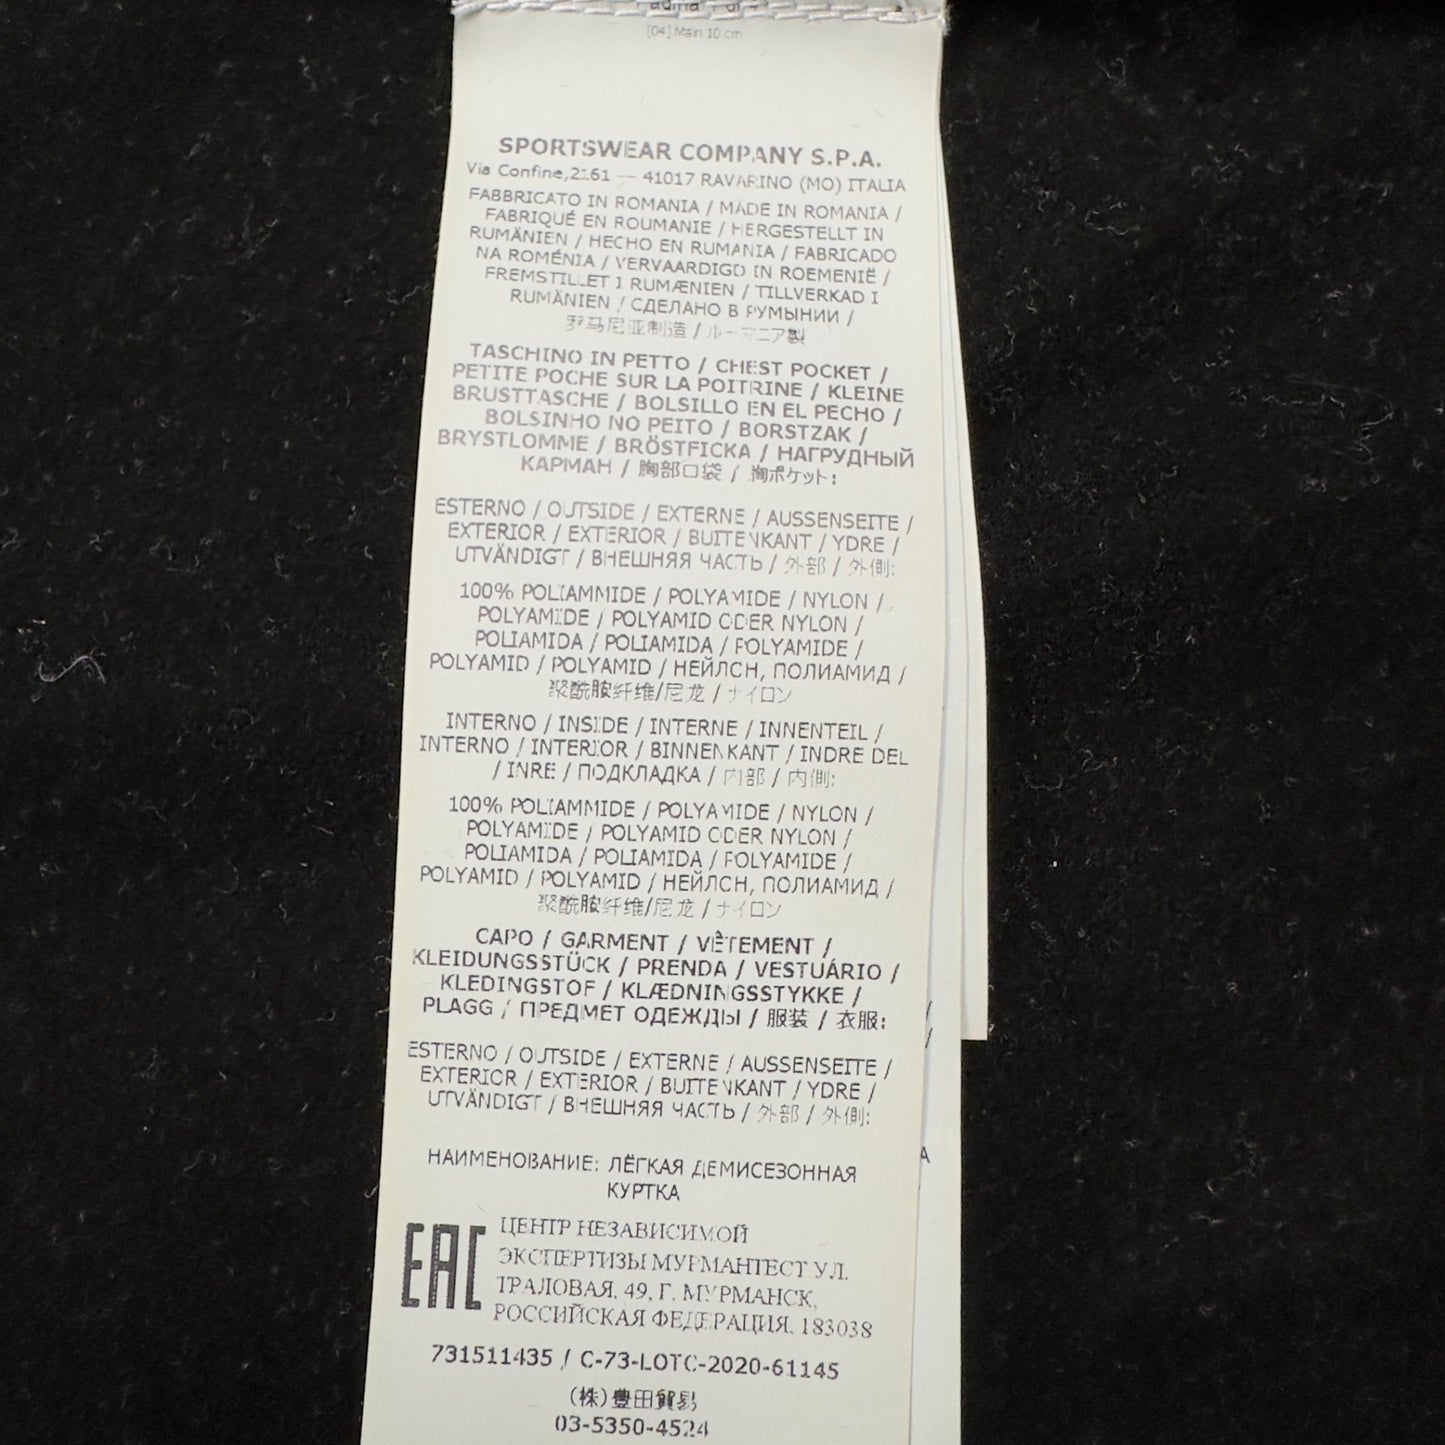 [04] Main 10 cm
SPORTSWEAR COMPANY S.P.A.
Via Confine,2161 — 41017 RAVARINO (MO) ITALIA
FABBRICATO IN ROMANIA / MADE IN ROMANIA /
FABRIQUÉ EN ROUMANIE / HERGESTELLT IN
RUMÄNIEN / HECHO EN RUMANIA / FABRICADO
NA ROMÉNIA / VERVAARDIGD IN ROEMENIË /
FREMSTILLET I RUMÆNIEN / TILLVERKAD I
RUMÄNIEN / СДЕЛАНО В РУМЫНИИ /
罗马尼亚制造 / ルーマニア製
TASCHINO IN PETTO / CHEST POCKET /
PETITE POCHE SUR LA POITRINE / KLEINE
BRUSTTASCHE / BOLSILLO EN EL PECHO /
BOLSINHO NO PEITO / BORSTZAK /
BRYSTLOMME / BRÖSTFICKA / НАГРУДНЫЙ
КАРМАН / 胸部口袋 / 胸ポケット:
ESTERNO / OUTSIDE / EXTERNE / AUSSENSEITE /
EXTERIOR / EXTERIOR / BUITENKANT / YDRE /
UTVÄNDIGT / ВНЕШНЯЯ ЧАСТЬ / 外部 / 外側:
100% POLIAMMIDE / POLYAMIDE / NYLON /
POLYAMIDE / POLYAMID ODER NYLON /
POLIAMIDA / POLIAMIDA / POLYAMIDE /
POLYAMID / POLYAMID / НЕЙЛОН, ПОЛИАМИД /
聚酰胺纤维/尼龙 / ナイロン
INTERNO / INSIDE / INTERNE / INNENTEIL /
INTERNO / INTERIOR / BINNENKANT / INDRE DEL
/ INRE / ПОДКЛАДКА / 内部 / 内側:
100% POLIAMMIDE / POLYAMIDE / NYLON /
POLYAMIDE / POLYAMID ODER NYLON /
POLIAMIDA / POLIAMIDA / POLYAMIDE /
POLYAMID / POLYAMID / НЕЙЛОН, ПОЛИАМИД /
聚酰胺纤维/尼龙 / ナイロン
CAPO / GARMENT / VÊTEMENT /
KLEIDUNGSSTÜCK / PRENDA / VESTUÁRIO /
KLEDINGSTOF / KLÆDNINGSSTYKKE /
PLAGG / ПРЕДМЕТ ОДЕЖДЫ / 服装 / 衣服:
ESTERNO / OUTSIDE / EXTERNE / AUSSENSEITE /
EXTERIOR / EXTERIOR / BUITENKANT / YDRE /
UTVÄNDIGT / ВНЕШНЯЯ ЧАСТЬ / 外部 / 外側:
НАИМЕНОВАНИЕ: ЛЁГКАЯ ДЕМИСЕЗОННАЯ
КУРТКА
EAC
ЦЕНТР НЕЗАВИСИМОЙ
ЭКСПЕРТИЗЫ МУРМАНТЕСТ УЛ.
ТРАЛОВАЯ, 49, Г. МУРМАНСК,
РОССИЙСКАЯ ФЕДЕРАЦИЯ, 183038
731511435 / C-73-LOTC-2020-61145
(株)豊田貿易
03-5350-4524